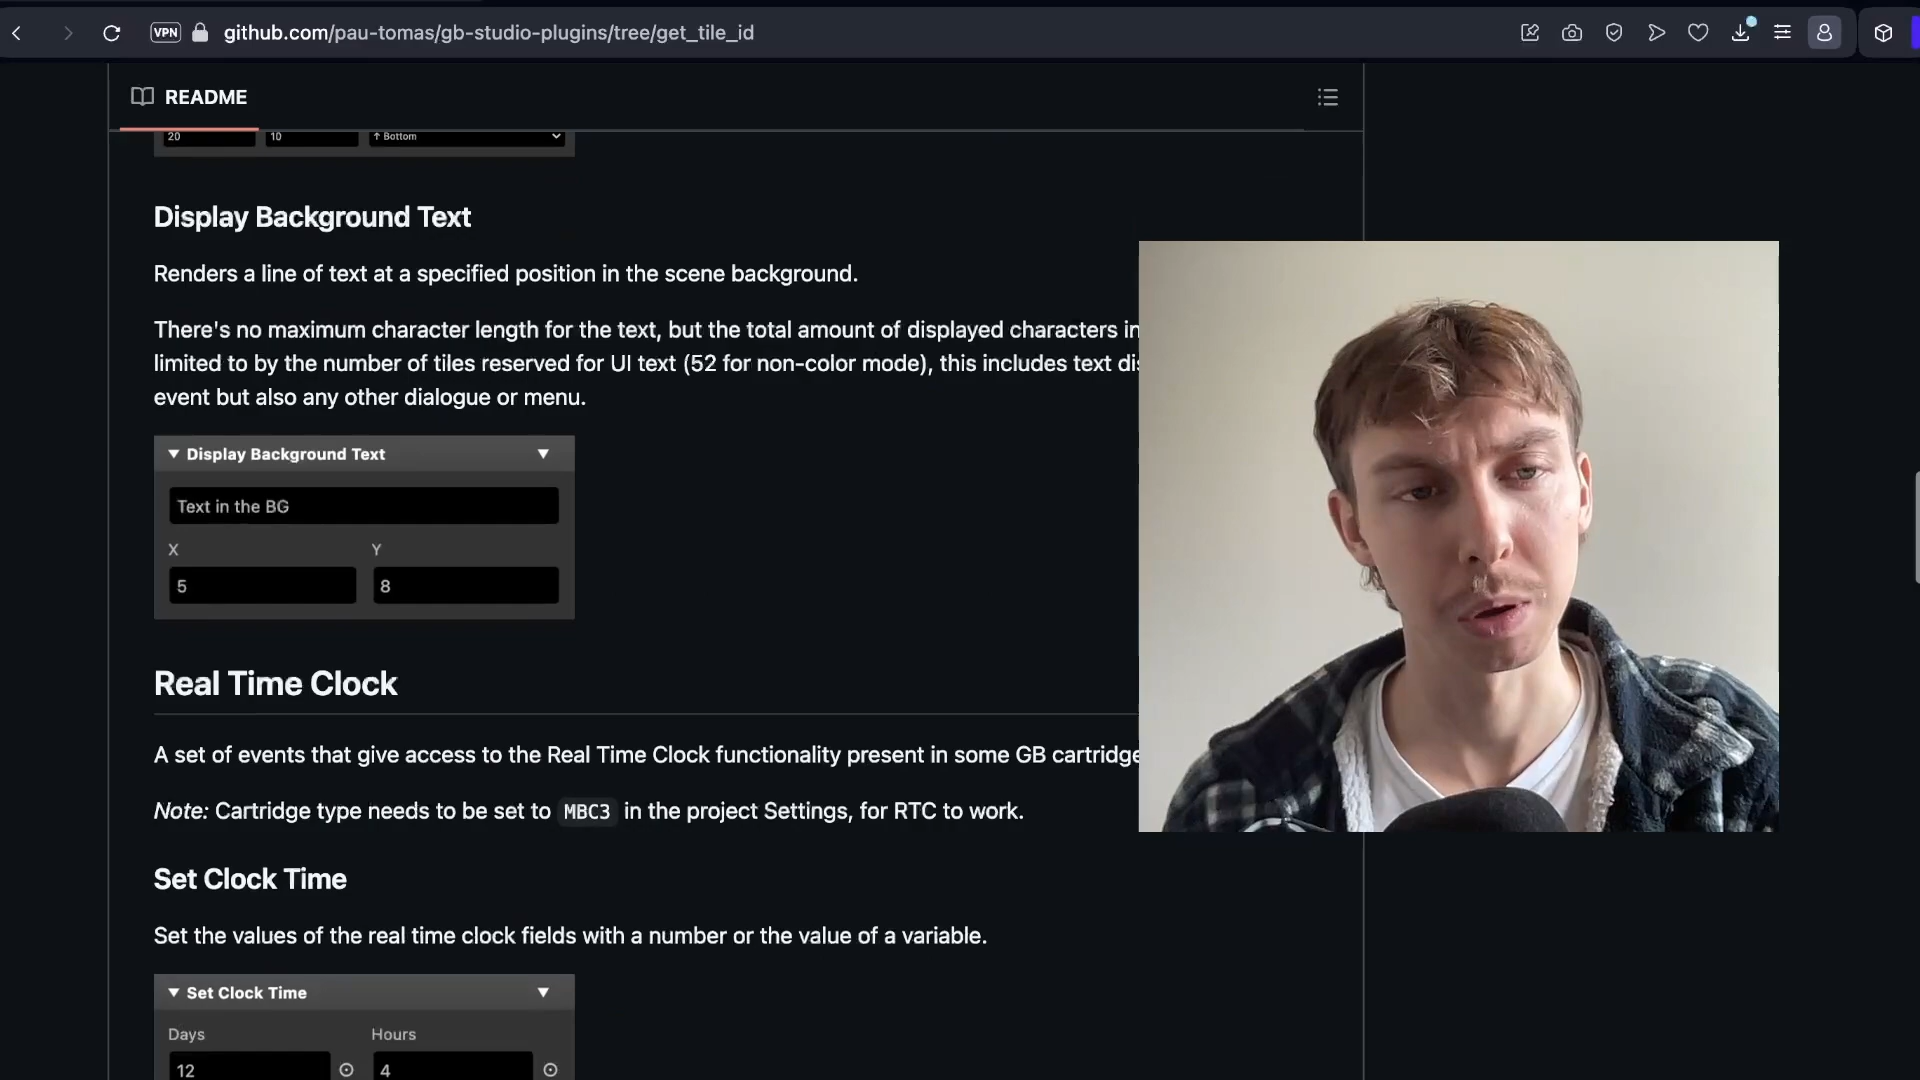 VPN github.com/pau-tomas/gb-studio-plugins/tree/get_tile_id
README
20 10 ↑ Bottom
Display Background Text
Renders a line of text at a specified position in the scene background.
There's no maximum character length for the text, but the total amount of displayed characters in
limited to by the number of tiles reserved for UI text (52 for non-color mode), this includes text dis
event but also any other dialogue or menu.
Display Background Text
Text in the BG
X Y
5 8
Real Time Clock
A set of events that give access to the Real Time Clock functionality present in some GB cartridge
Note: Cartridge type needs to be set to MBC3 in the project Settings, for RTC to work.
Set Clock Time
Set the values of the real time clock fields with a number or the value of a variable.
Set Clock Time
Days Hours
12 4